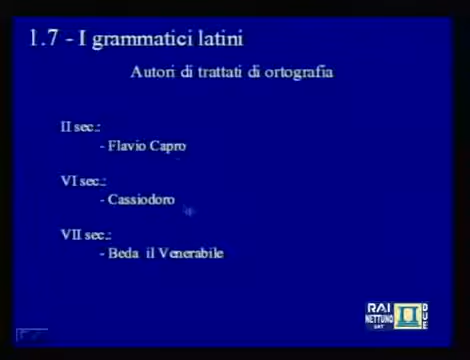 1.7 - I grammatici latini
Autori di trattati di ortografia
II sec.:
- Flavio Capro
VI sec.:
- Cassiodoro
VII sec.:
- Beda il Venerabile
RAI
NETTUNO
SAT
DUE